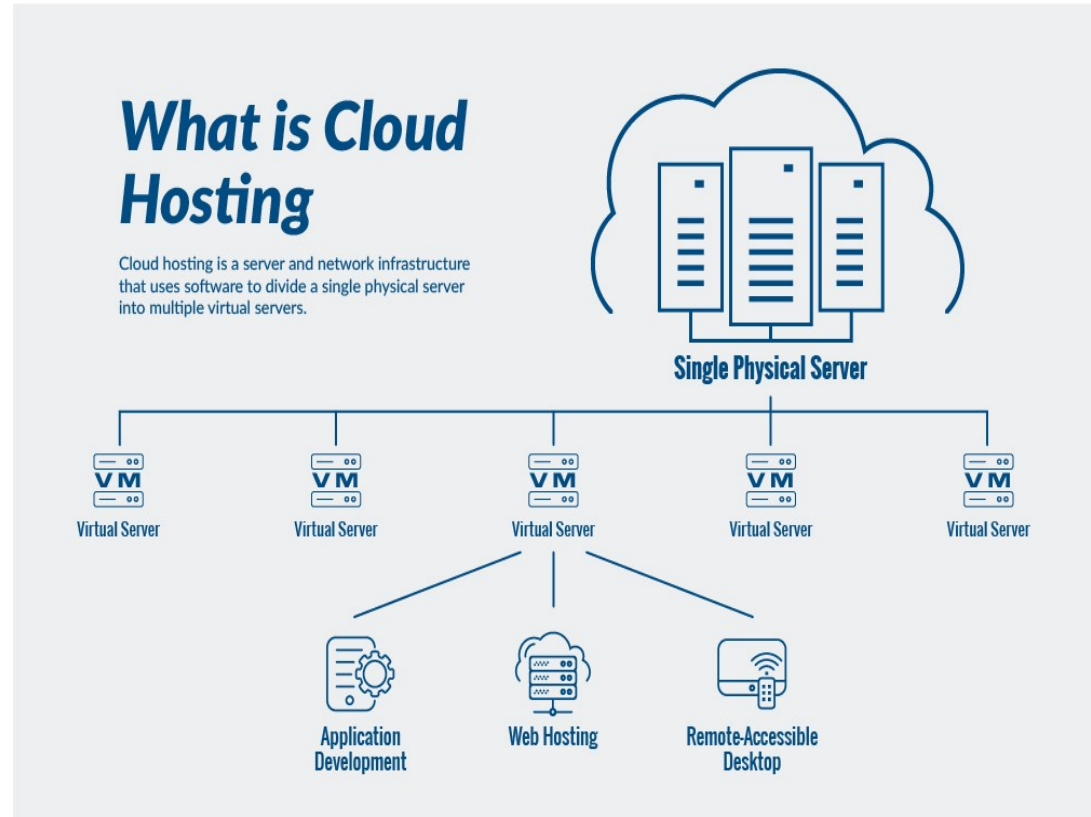 What is Cloud
Hosting
Cloud hosting is a server and network infrastructure
that uses software to divide a single physical server
into multiple virtual servers.
Single Physical Server
VM
VM
VM
VM
VM
Virtual Server
Virtual Server
Virtual Server
Virtual Server
Virtual Server
Application
Development
Web Hosting
Remote-Accessible
Desktop